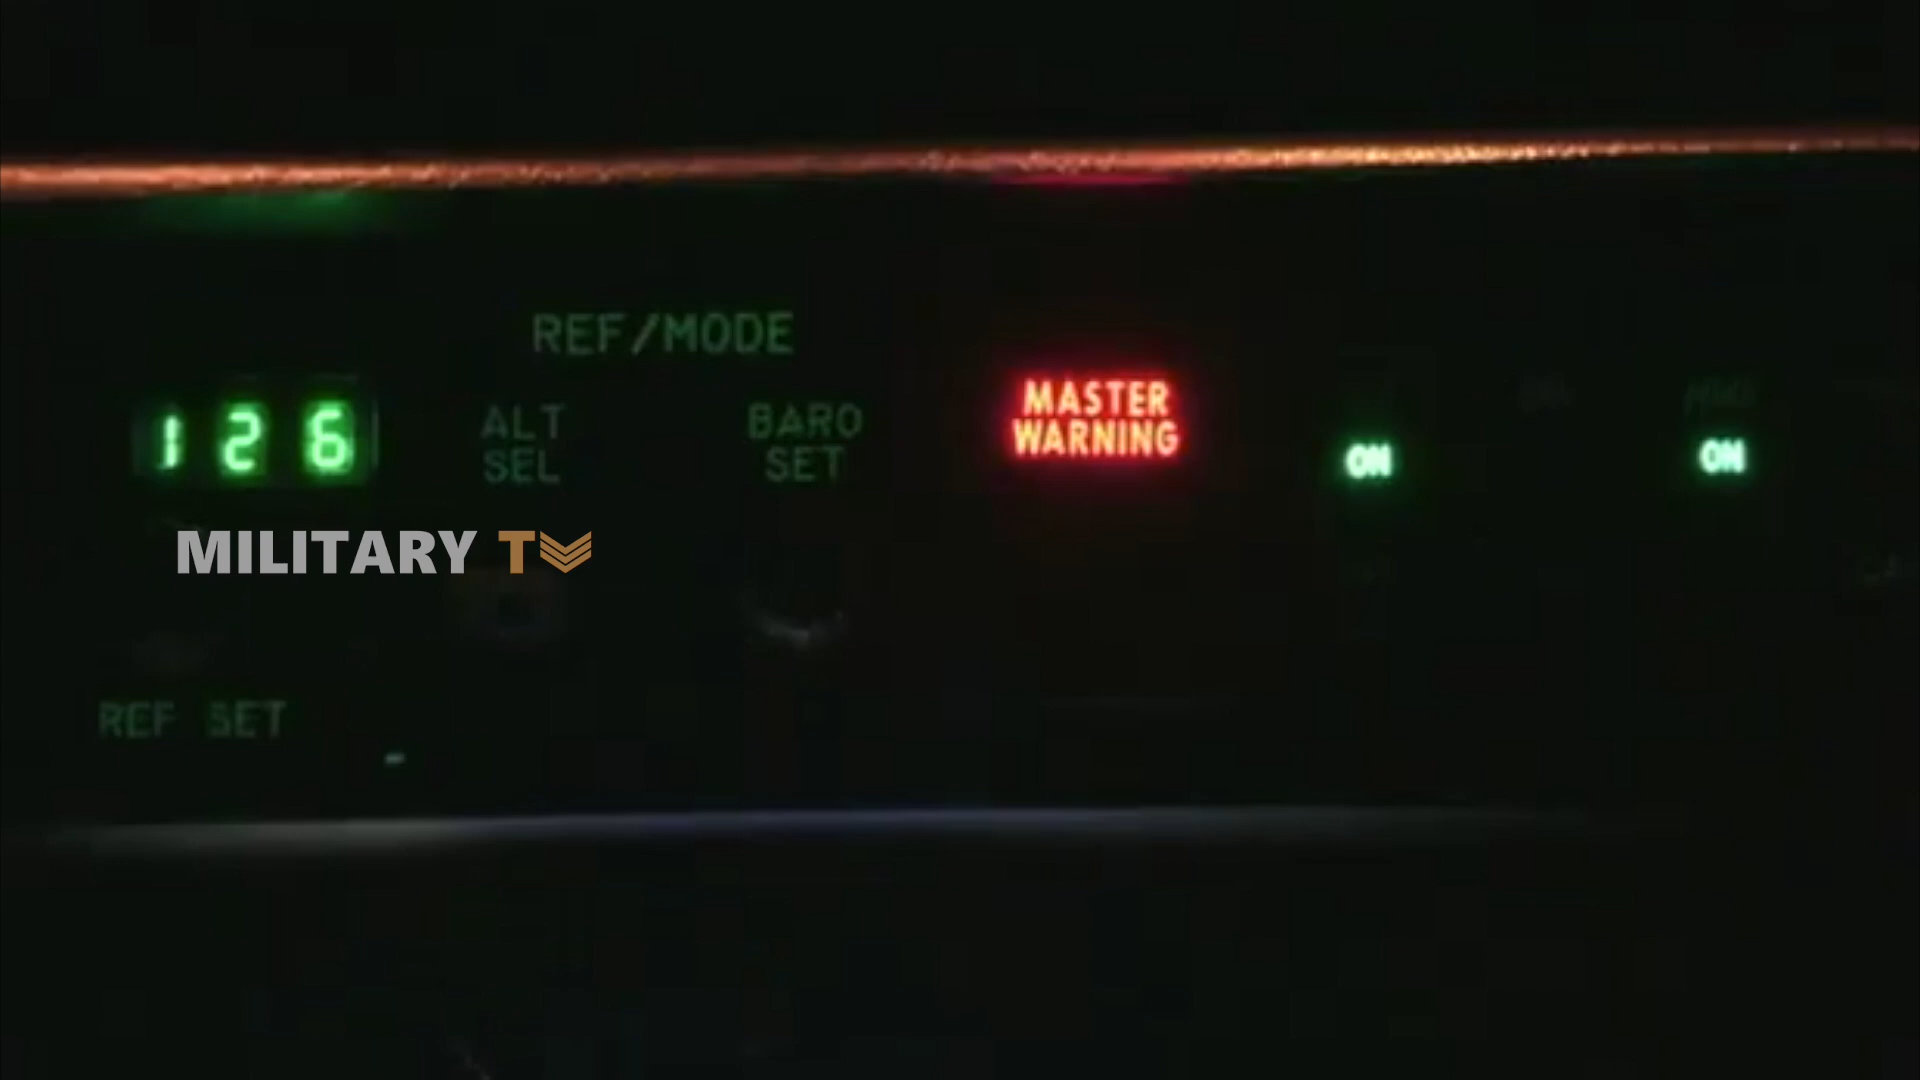 REF/MODE
126
ALT
SEL
BARO
SET
MASTER
WARNING
ON
ON
MILITARY TV
REF SET